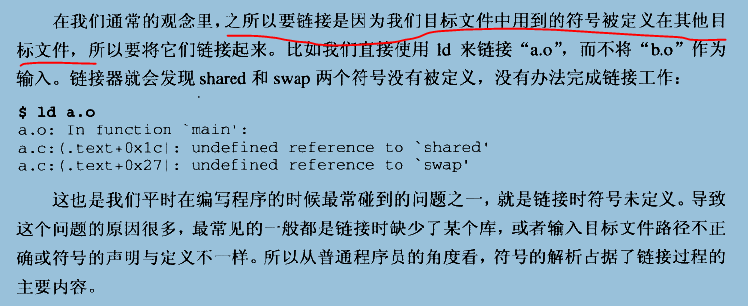 在我们通常的观念里，之所以要链接是因为我们目标文件中用到的符号被定义在其他目
标文件，所以要将它们链接起来。比如我们直接使用 ld 来链接“a.o”，而不将“b.o”作为
输入。链接器就会发现 shared 和 swap 两个符号没有被定义，没有办法完成链接工作：
$ ld a.o
a.o: In function `main':
a.c:(.text+0x1c|: undefined reference to `shared'
a.c:(.text+0x27|: undefined reference to `swap'
这也是我们平时在编写程序的时候最常碰到的问题之一，就是链接时符号未定义。导致
这个问题的原因很多，最常见的一般都是链接时缺少了某个库，或者输入目标文件路径不正
确或符号的声明与定义不一样。所以从普通程序员的角度看，符号的解析占据了链接过程的
主要内容。